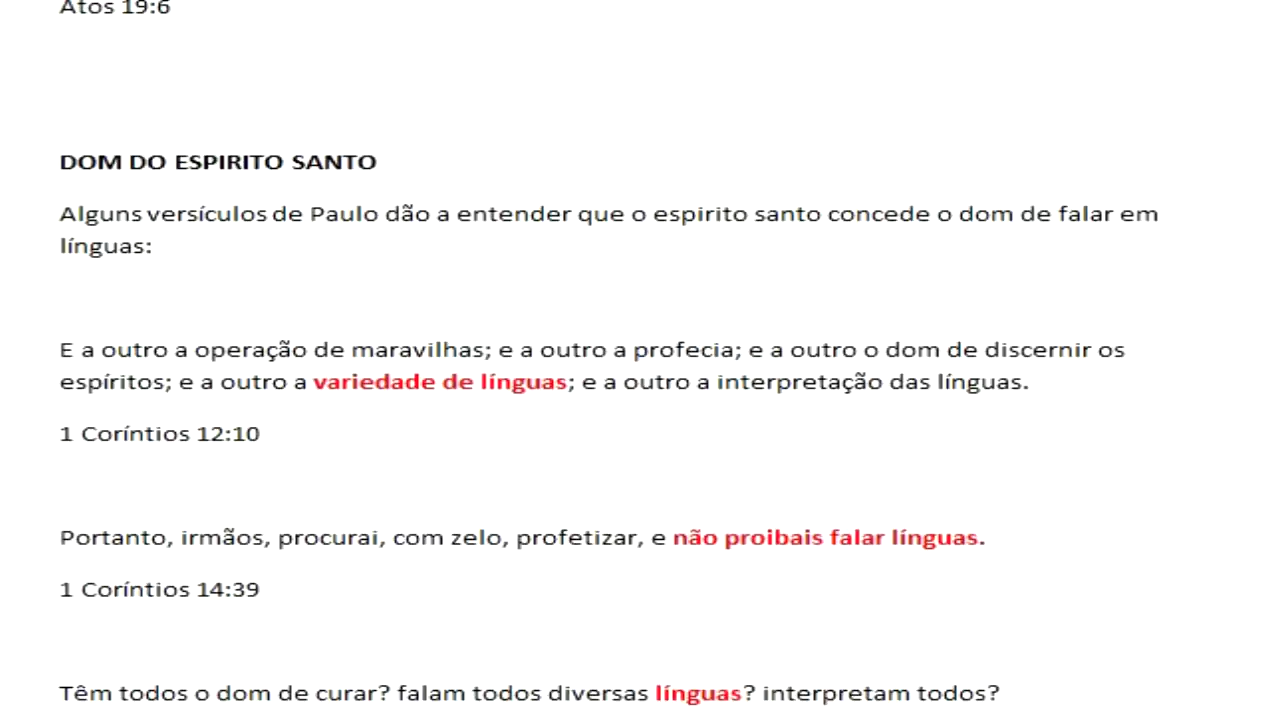 Atos 19:6
DOM DO ESPIRITO SANTO
Alguns versículos de Paulo dão a entender que o espirito santo concede o dom de falar em
línguas:
E a outro a operação de maravilhas; e a outro a profecia; e a outro o dom de discernir os
espíritos; e a outro a variedade de línguas; e a outro a interpretação das línguas.
1 Coríntios 12:10
Portanto, irmãos, procurai, com zelo, profetizar, e não proibais falar línguas.
1 Coríntios 14:39
Têm todos o dom de curar? falam todos diversas línguas? interpretam todos?